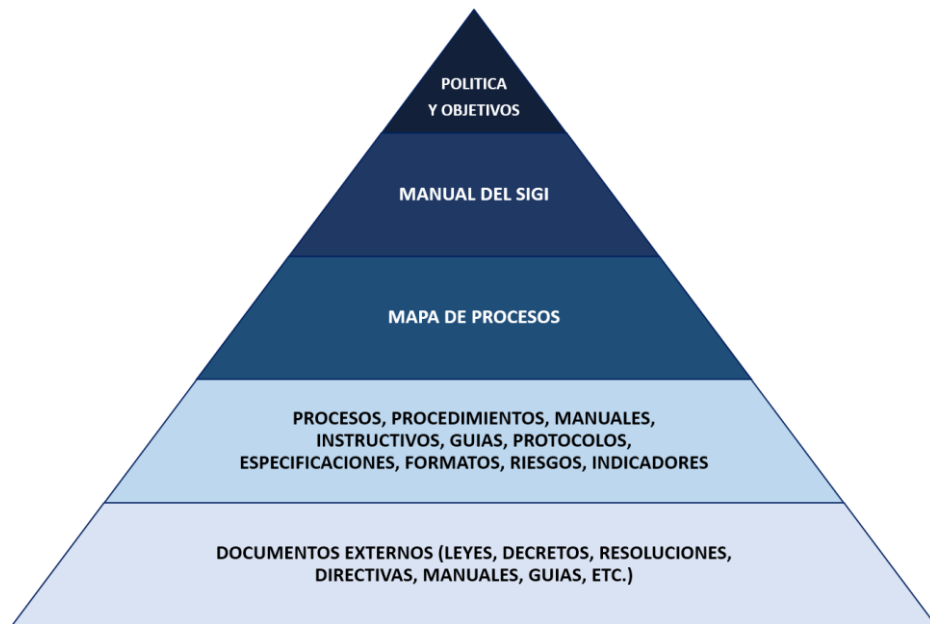 POLITICA
Y OBJETIVOS
MANUAL DEL SIGI
MAPA DE PROCESOS
PROCESOS, PROCEDIMIENTOS, MANUALES,
INSTRUCTIVOS, GUIAS, PROTOCOLOS,
ESPECIFICACIONES, FORMATOS, RIESGOS, INDICADORES
DOCUMENTOS EXTERNOS (LEYES, DECRETOS, RESOLUCIONES,
DIRECTIVAS, MANUALES, GUIAS, ETC.)